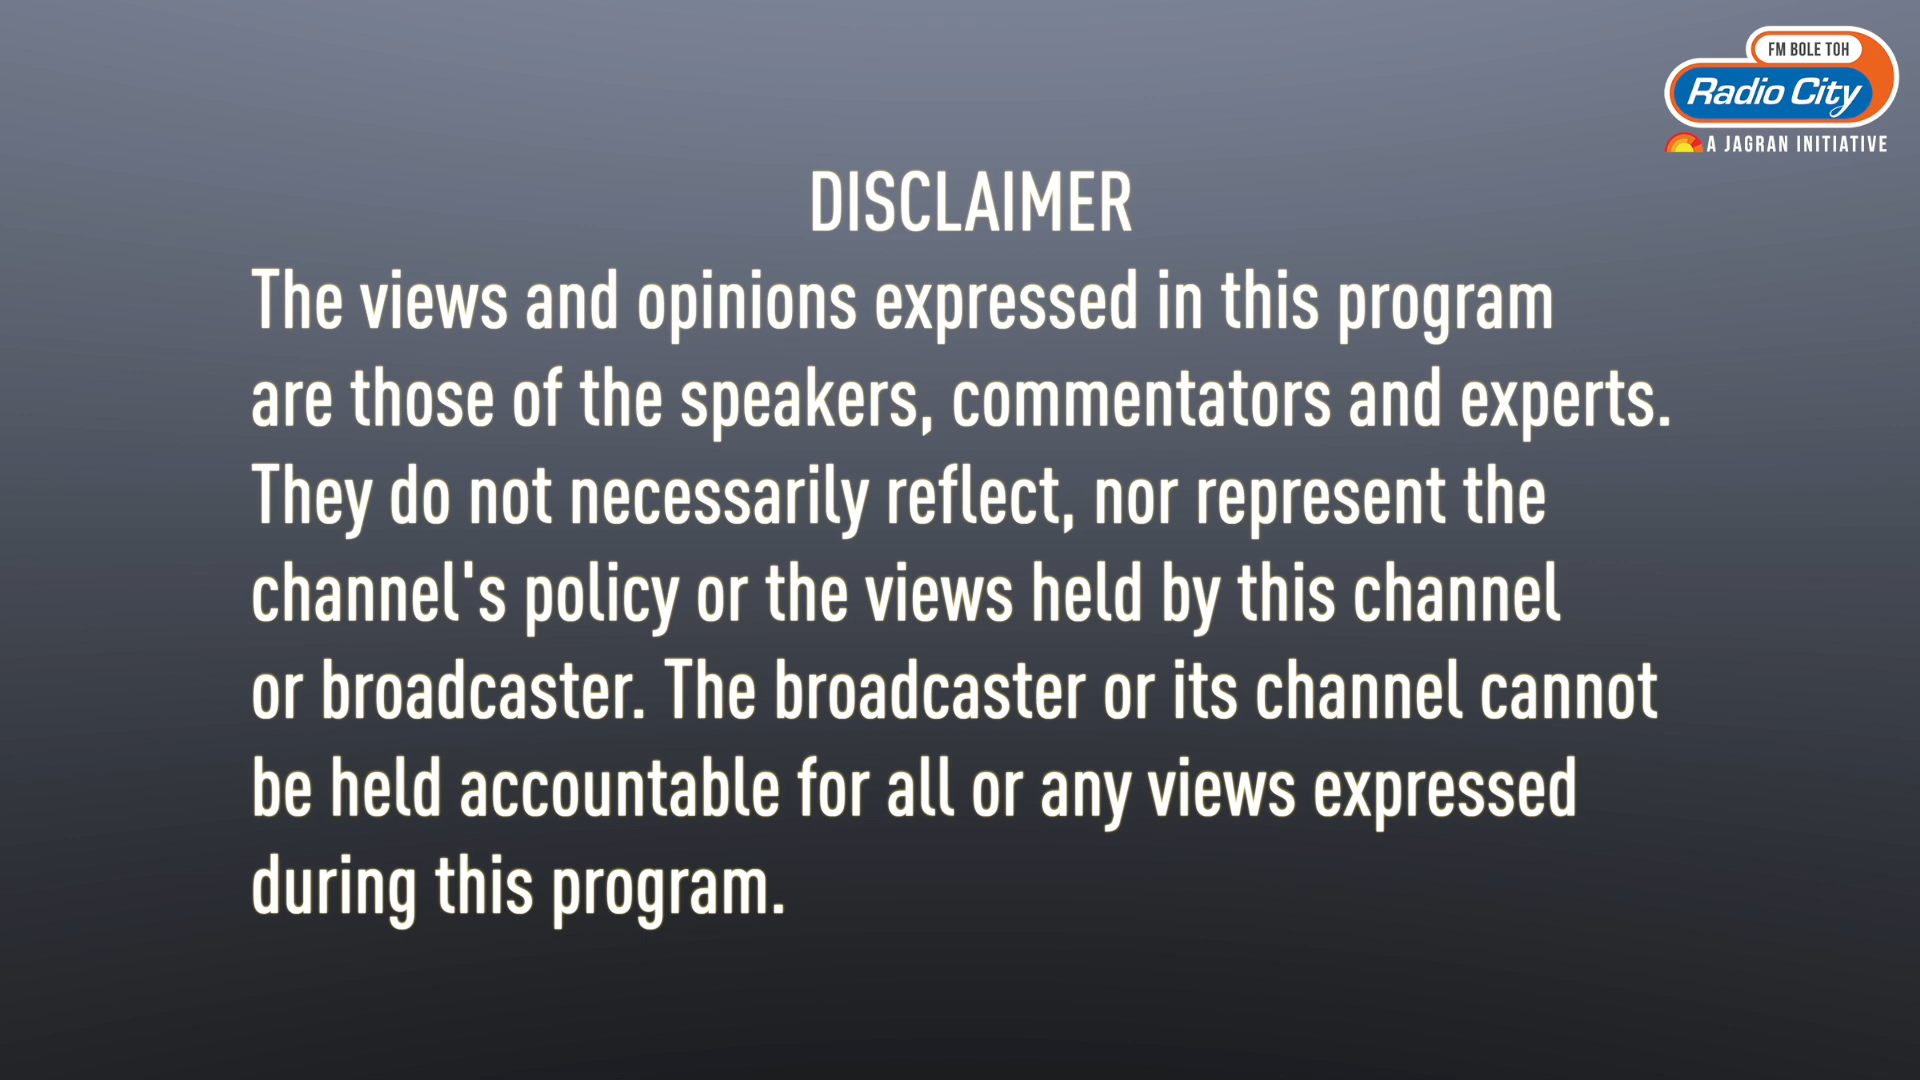 FM BOLE TOH
Radio City
A JAGRAN INITIATIVE
DISCLAIMER
The views and opinions expressed in this program
are those of the speakers, commentators and experts.
They do not necessarily reflect, nor represent the
channel's policy or the views held by this channel
or broadcaster. The broadcaster or its channel cannot
be held accountable for all or any views expressed
during this program.